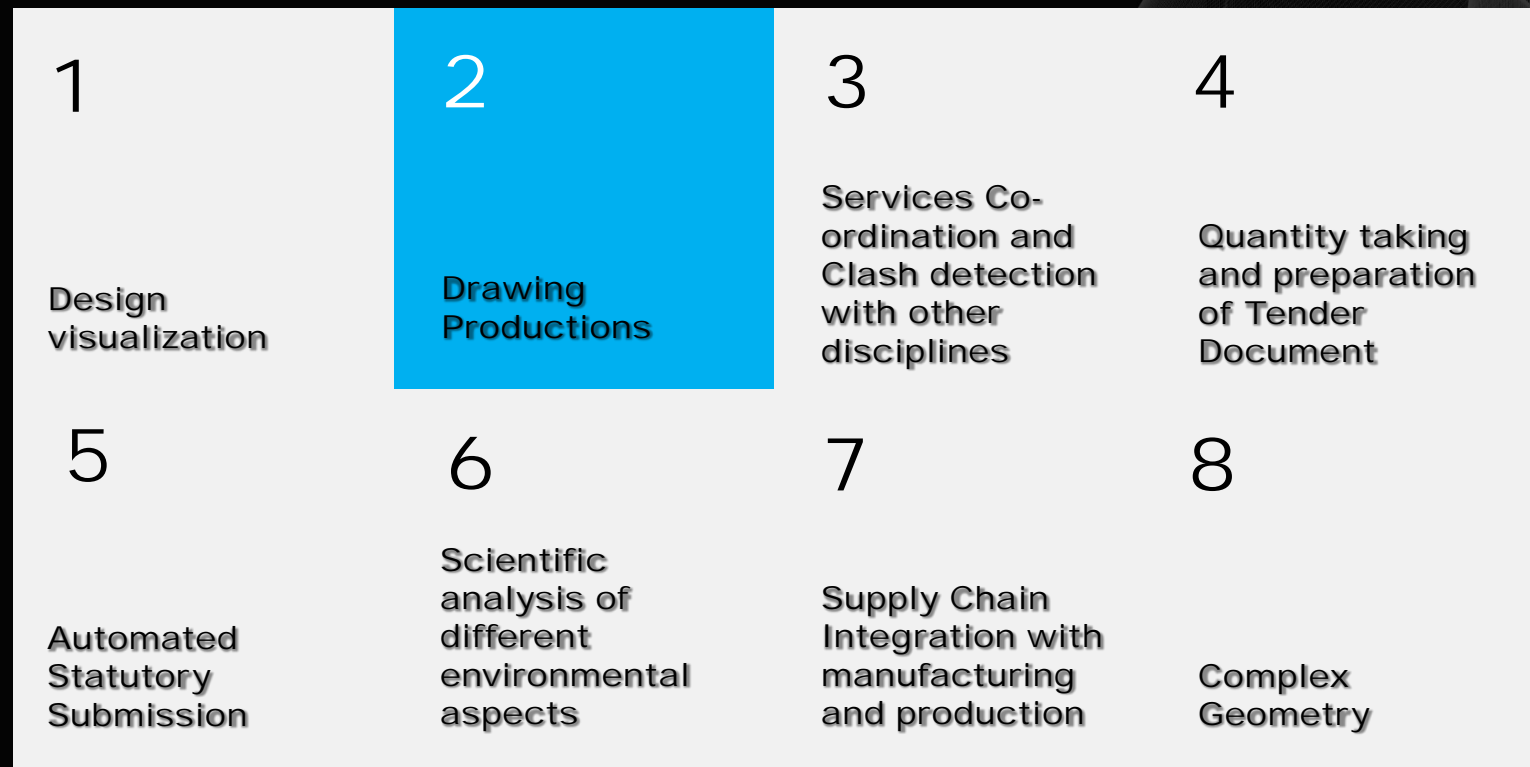 1
Design
visualization
2
Drawing
Productions
3
Services Co-
ordination and
Clash detection
with other
disciplines
4
Quantity taking
and preparation
of Tender
Document
5
Automated
Statutory
Submission
6
Scientific
analysis of
different
environmental
aspects
7
Supply Chain
Integration with
manufacturing
and production
8
Complex
Geometry